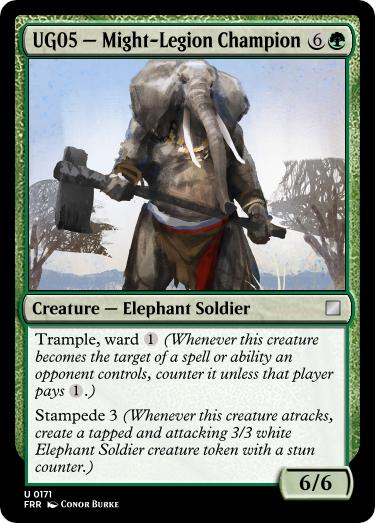 UG05 — Might-Legion Champion 6
Creature — Elephant Soldier
Trample, ward 1 (Whenever this creature
becomes the target of a spell or ability an
opponent controls, counter it unless that player
pays 1.)
Stampede 3 (Whenever this creature atracks,
create a tapped and attacking 3/3 white
Elephant Soldier creature token with a stun
counter.)
6/6
U 0171
FRR Conor Burke